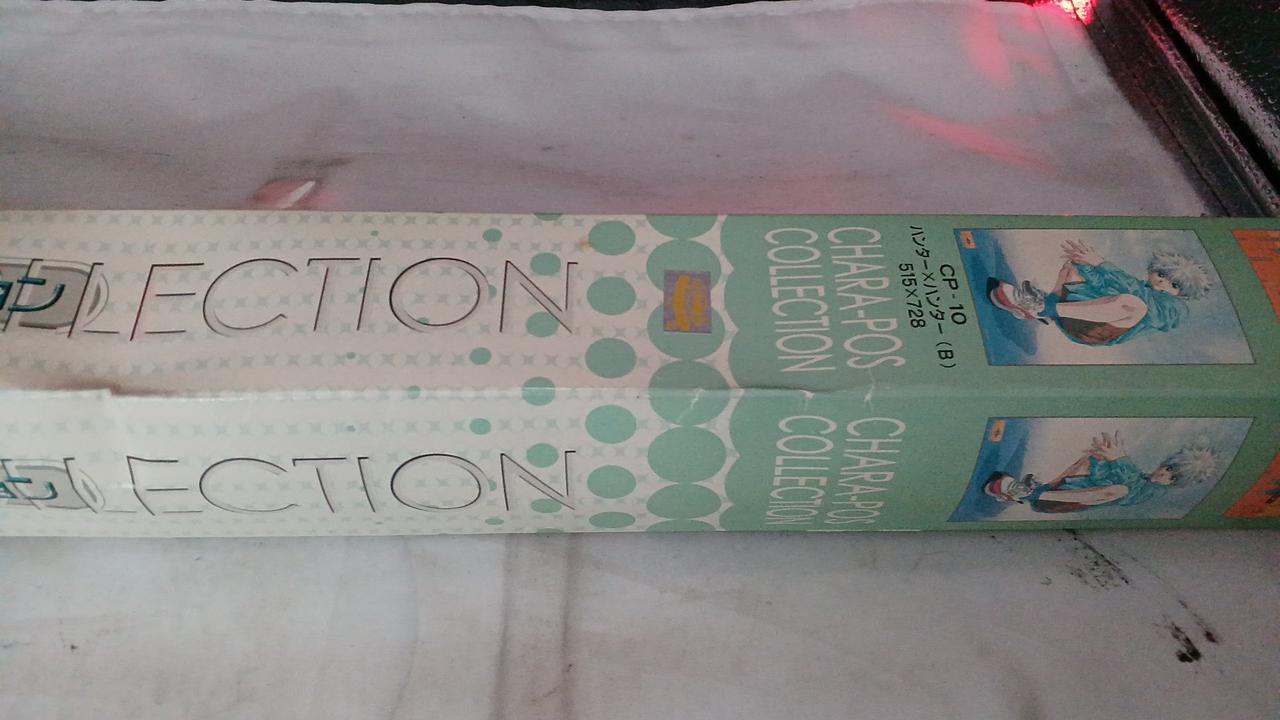 LECTION
CHARA-POS
COLLECTION
CP-10
ハンター×ハンター（B）
515×728
LECTION
CHARA-POS
COLLECTION